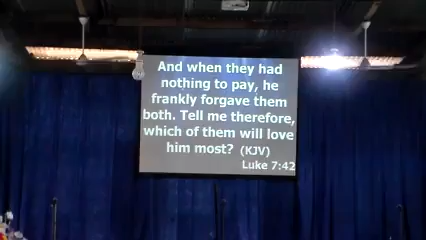 And when they had
nothing to pay, he
frankly forgave them
both. Tell me therefore,
which of them will love
him most? (KJV)
Luke 7:42